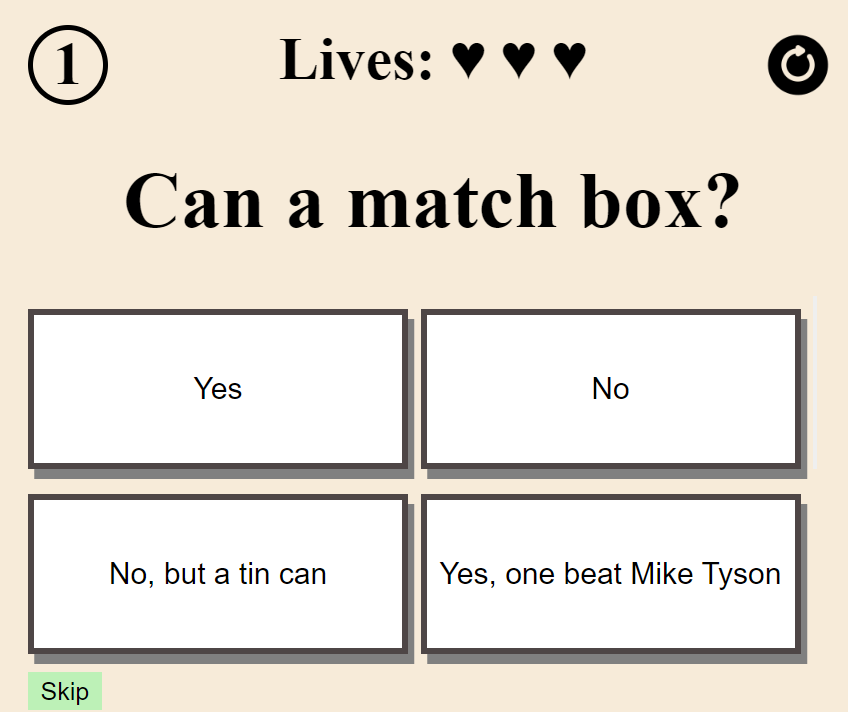 1
Lives: ♥ ♥ ♥
Can a match box?
Yes
No
No, but a tin can
Yes, one beat Mike Tyson
Skip